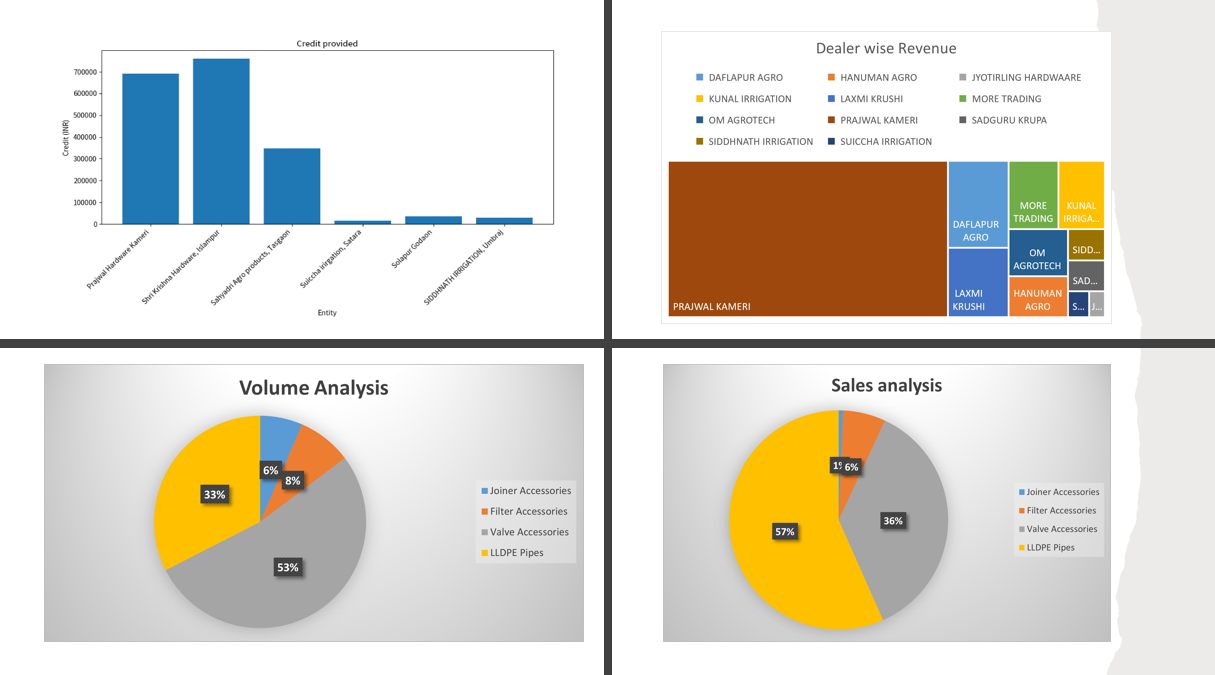 Credit provided
Credit (INR)
700000
600000
500000
400000
300000
200000
100000
0
Prajwal Hardware Kameri
Shri Krishna Hardware, Islampur
Sahyadri Agro products, Tasgaon
Suiccha irirgation, Satara
Solapur Godaon
SIDDHNATH IRRIGATION, Umbraj
Entity
Dealer wise Revenue
DAFLAPUR AGRO HANUMAN AGRO JYOTIRLING HARDWAARE
KUNAL IRRIGATION LAXMI KRUSHI MORE TRADING
OM AGROTECH PRAJWAL KAMERI SADGURU KRUPA
SIDDHNATH IRRIGATION SUICCHA IRRIGATION
PRAJWAL KAMERI
DAFLAPUR
AGRO
LAXMI
KRUSHI
MORE
TRADING
KUNAL
IRRIGA...
OM
AGROTECH
SIDD...
HANUMAN
AGRO
SAD...
S...
J...
Volume Analysis
6%
8%
33%
53%
Joiner Accessories
Filter Accessories
Valve Accessories
LLDPE Pipes
Sales analysis
6%
36%
57%
Joiner Accessories
Filter Accessories
Valve Accessories
LLDPE Pipes